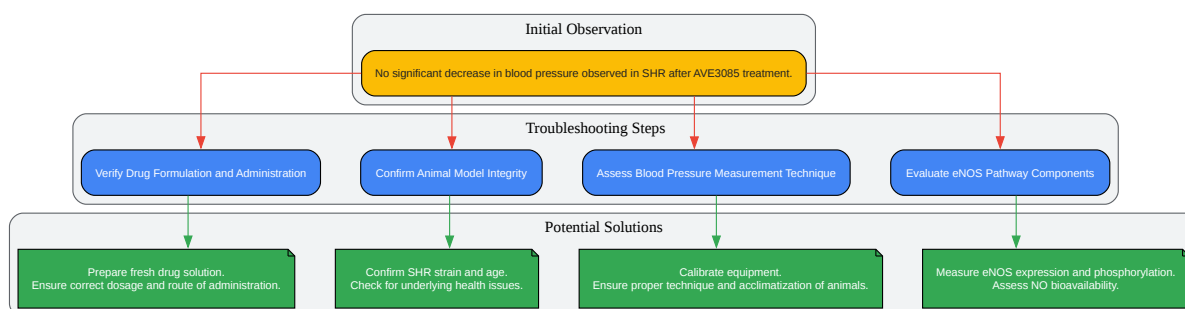 Initial Observation
No significant decrease in blood pressure observed in SHR after AVE3085 treatment.
Troubleshooting Steps
Verify Drug Formulation and Administration
Confirm Animal Model Integrity
Assess Blood Pressure Measurement Technique
Evaluate eNOS Pathway Components
Potential Solutions
Prepare fresh drug solution.
Ensure correct dosage and route of administration.
Confirm SHR strain and age.
Check for underlying health issues.
Calibrate equipment.
Ensure proper technique and acclimatization of animals.
Measure eNOS expression and phosphorylation.
Assess NO bioavailability.